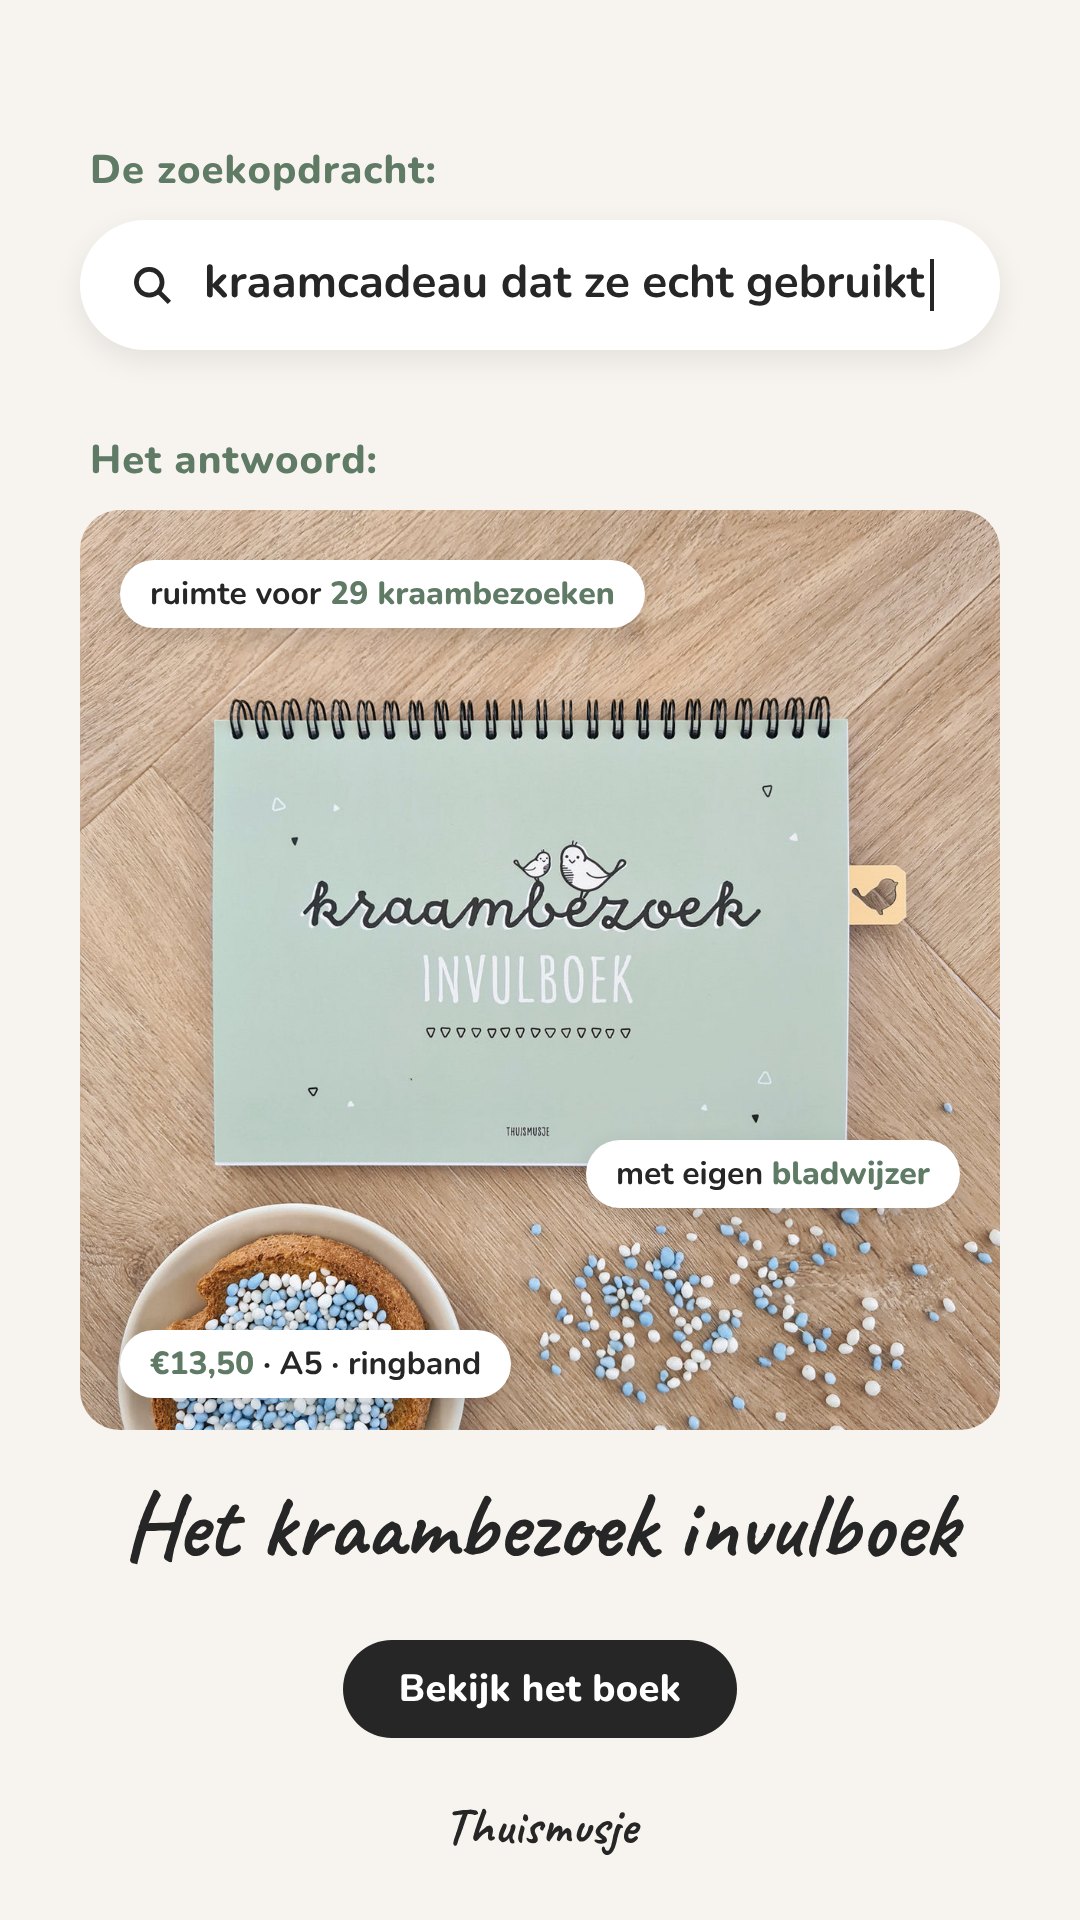 De zoekopdracht:
kraamcadeau dat ze echt gebruikt
Het antwoord:
ruimte voor 29 kraambezoeken
kraambezoek
INVULBOEK
THUISMUSJE
met eigen bladwijzer
€13,50 · A5 · ringband
Het kraambezoek invulboek
Bekijk het boek
Thuismusje